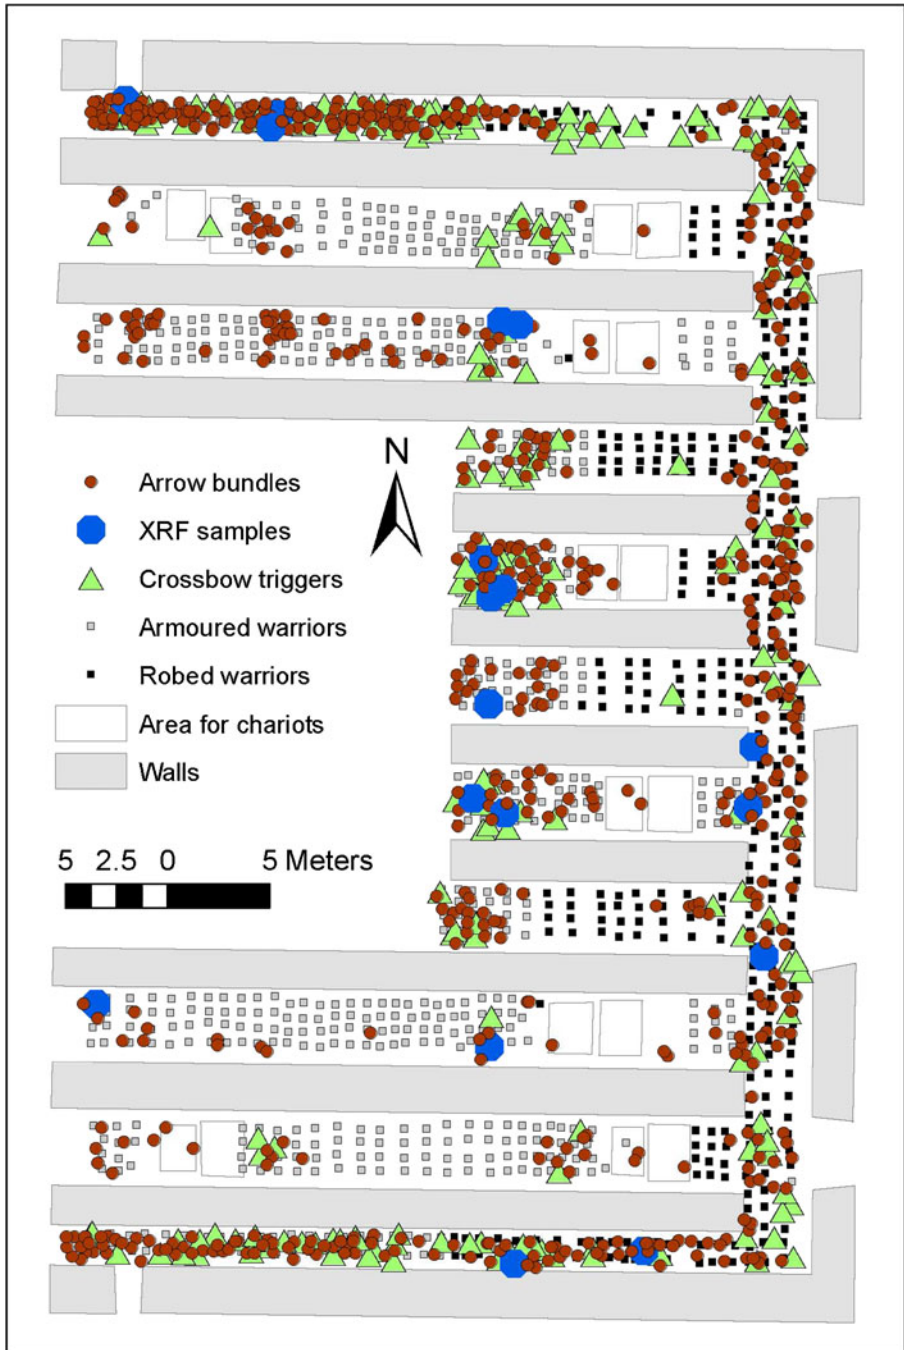 N
Arrow bundles
XRF samples
Crossbow triggers
Armoured warriors
Robed warriors
Area for chariots
Walls
5 2.5 0 5 Meters